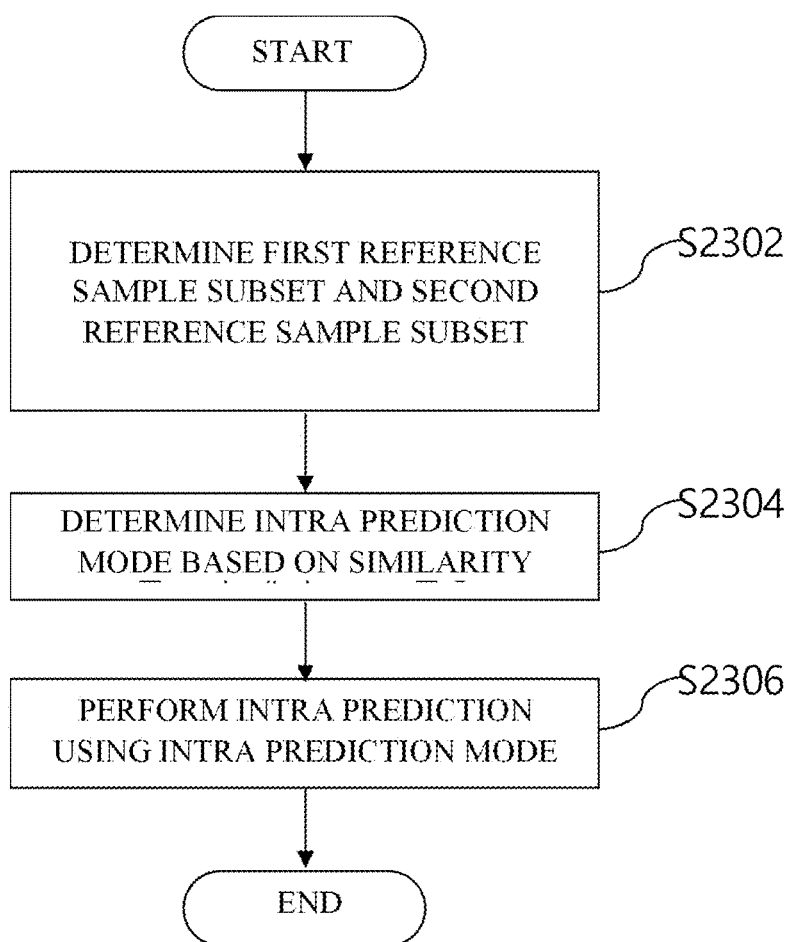 START
DETERMINE FIRST REFERENCE
SAMPLE SUBSET AND SECOND
REFERENCE SAMPLE SUBSET
S2302
DETERMINE INTRA PREDICTION
MODE BASED ON SIMILARITY
S2304
PERFORM INTRA PREDICTION
USING INTRA PREDICTION MODE
S2306
END